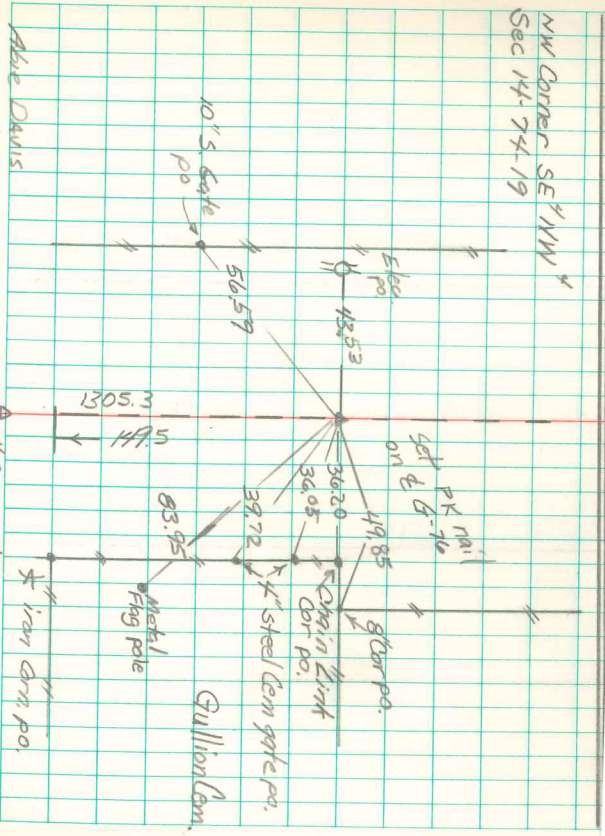 NW Corner SE¼ NW¼
Sec 14-74-19
set PK nail
on ℄ G-76
Elec.
po.
43.53
49.85
8" Cor po.
36.20
Chain Link
Cor po.
36.05
10" S. Gate
po
56.59
39.72
4" Steel Cem gate po.
83.95
Metal
Flag pole
Gullion Cem.
1305.3
149.5
iron Corn. po.
Abie Davis